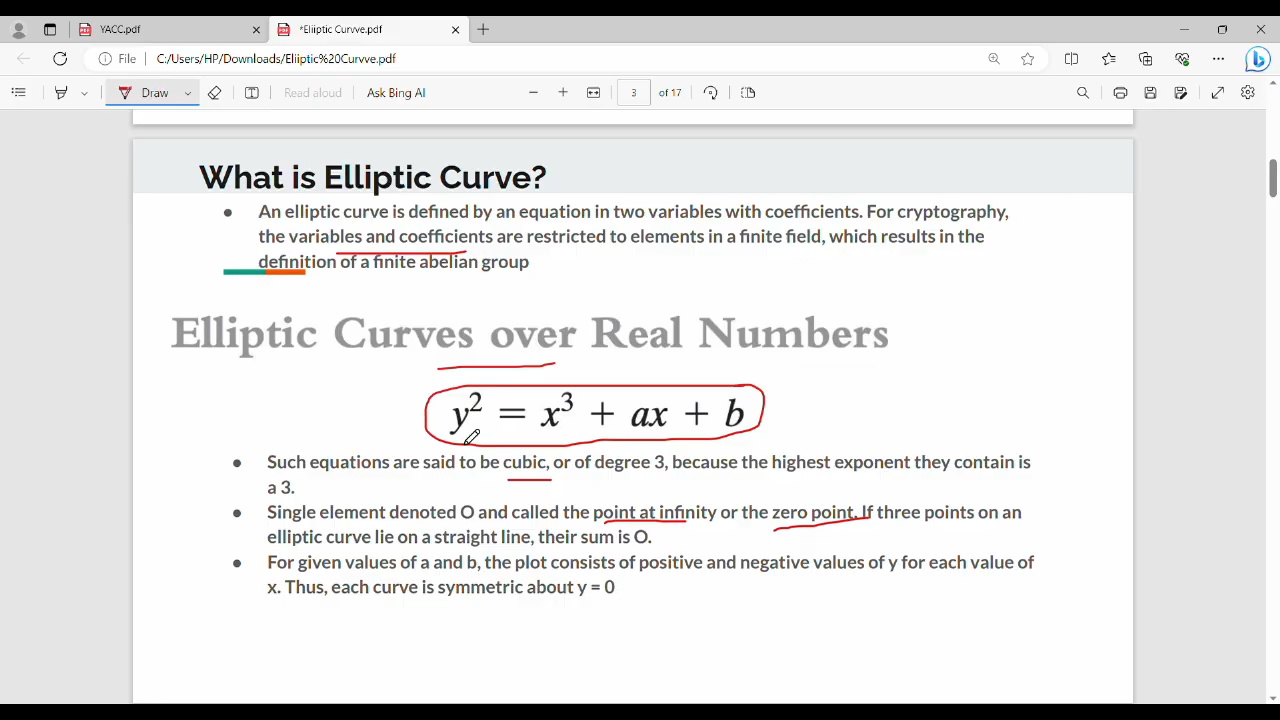 YACC.pdf
*Eliiptic Curvve.pdf
File
C:/Users/HP/Downloads/Eliiptic%20Curvve.pdf
Draw
Read aloud
Ask Bing AI
3
of 17
What is Elliptic Curve?
● An elliptic curve is defined by an equation in two variables with coefficients. For cryptography,
the variables and coefficients are restricted to elements in a finite field, which results in the
definition of a finite abelian group
Elliptic Curves over Real Numbers
y² = x³ + ax + b
● Such equations are said to be cubic, or of degree 3, because the highest exponent they contain is
a 3.
● Single element denoted O and called the point at infinity or the zero point. If three points on an
elliptic curve lie on a straight line, their sum is O.
● For given values of a and b, the plot consists of positive and negative values of y for each value of
x. Thus, each curve is symmetric about y = 0